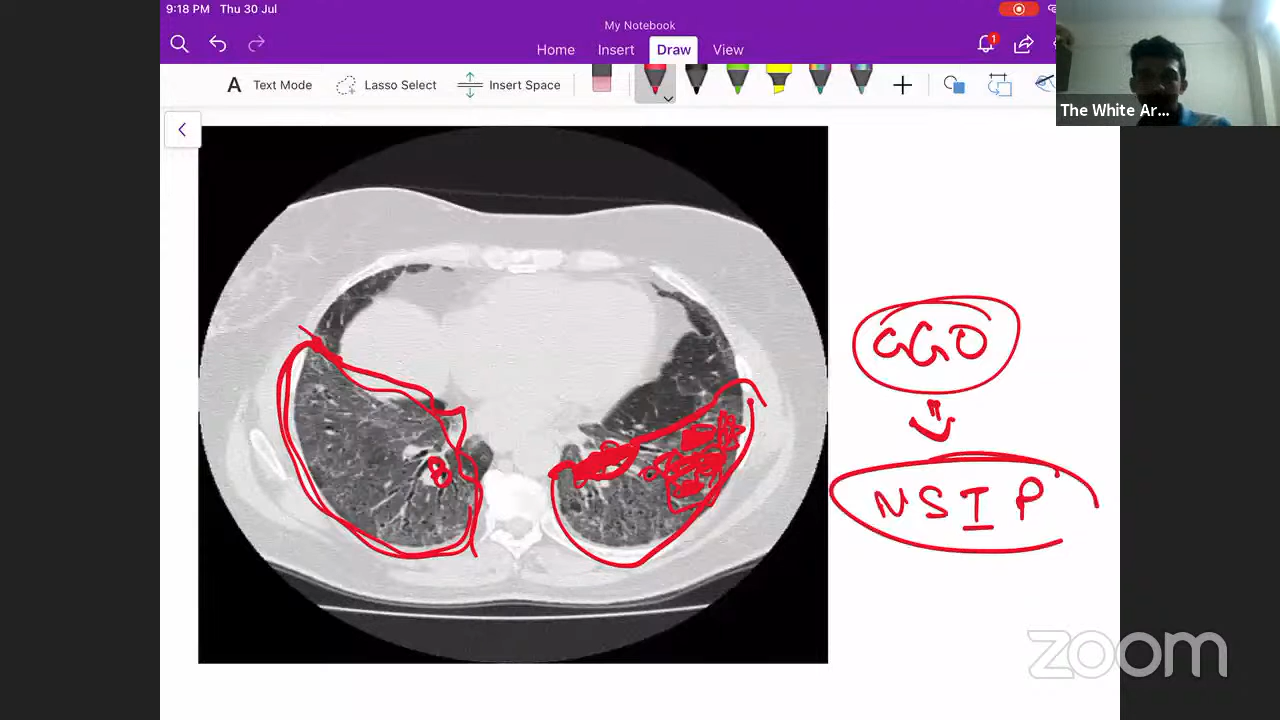 9:18 PM Thu 30 Jul
My Notebook
Home Insert Draw View
1
A Text Mode Lasso Select Insert Space
The White Ar...
GGO
NSIP
zoom